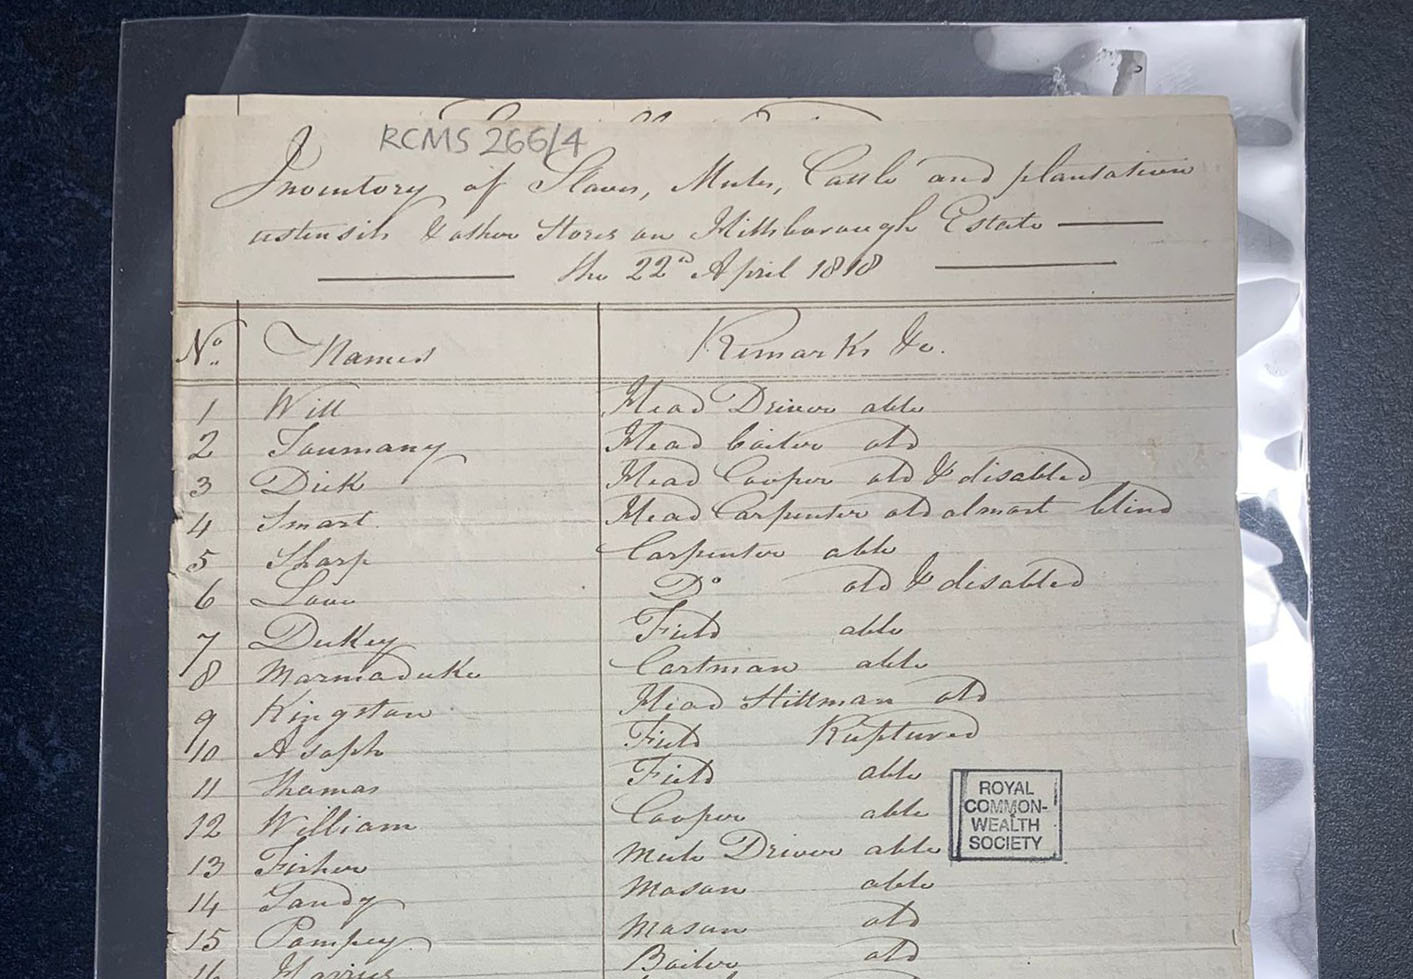 RCMS 266/4
Inventory of Slaves, Mules, Cattle and plantation
ustensils & other Stores on Hillsborough Estate
the 22d April 1818
No. Names Remarks &c.
1 Will Head Driver able
2 Head boiler old
3 Dick Head Cooper old & disabled
4 Smart Head Carpenter old almost blind
5 Sharp Carpenter able
6 Love Do old & disabled
7 Dukey Field able
8 Marmaduke Cartman able
9 Kingston Head Stillman old
10 Asaph Field Ruptured
11 Thomas Field able
12 William Cooper able
13 Fisher Mule Driver able
14 Sandy Mason able
15 Pompey Mason old
16 Boiler old
ROYAL
COMMON-
WEALTH
SOCIETY